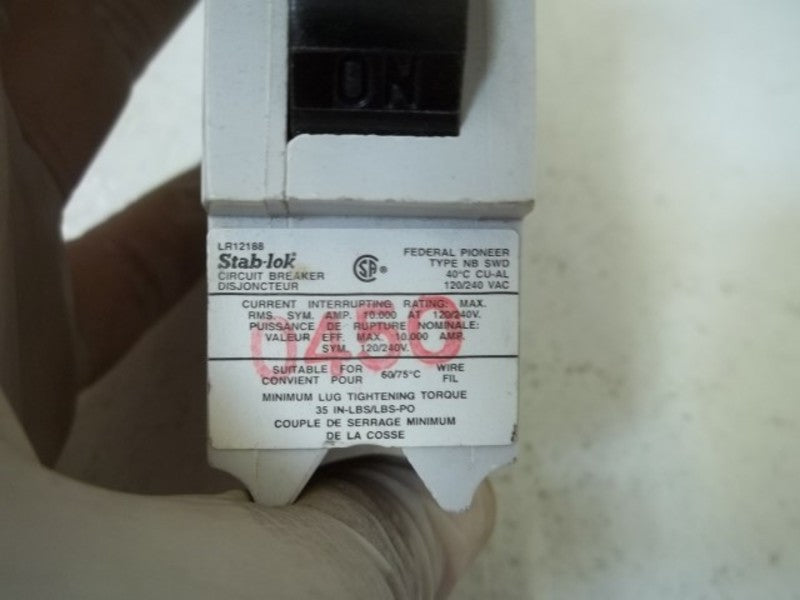 ON
LR12188
Stab-lok
CIRCUIT BREAKER
DISJONCTEUR
SA®
FEDERAL PIONEER
TYPE NB SWD
40°C CU-AL
120/240 VAC
CURRENT INTERRUPTING RATING: MAX.
RMS. SYM. AMP. 10.000 AT 120/240V.
PUISSANCE DE RUPTURE NOMINALE:
VALEUR EFF. MAX. 10.000 AMP.
SYM. 120/240V.
0450
SUITABLE FOR 60/75°C WIRE
CONVIENT POUR FIL
MINIMUM LUG TIGHTENING TORQUE
35 IN-LBS/LBS-PO
COUPLE DE SERRAGE MINIMUM
DE LA COSSE